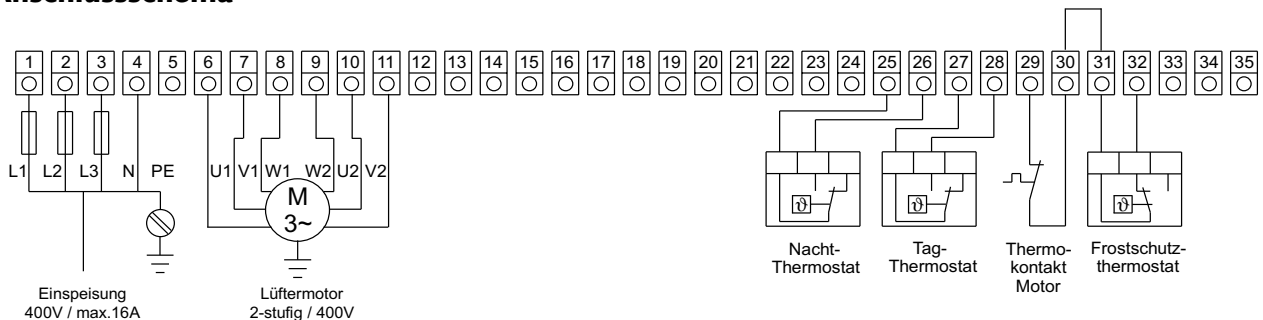 Anschlussschema
1 2 3 4 5 6 7 8 9 10 11 12 13 14 15 16 17 18 19 20 21 22 23 24 25 26 27 28 29 30 31 32 33 34 35
L1 L2 L3 N PE U1 V1 W1 W2 U2 V2
M
3~
ϑ ϑ ϑ
Nacht-
Thermostat
Tag-
Thermostat
Thermo-
kontakt
Motor
Frostschutz-
thermostat
Einspeisung
400V / max.16A
Lüftermotor
2-stufig / 400V